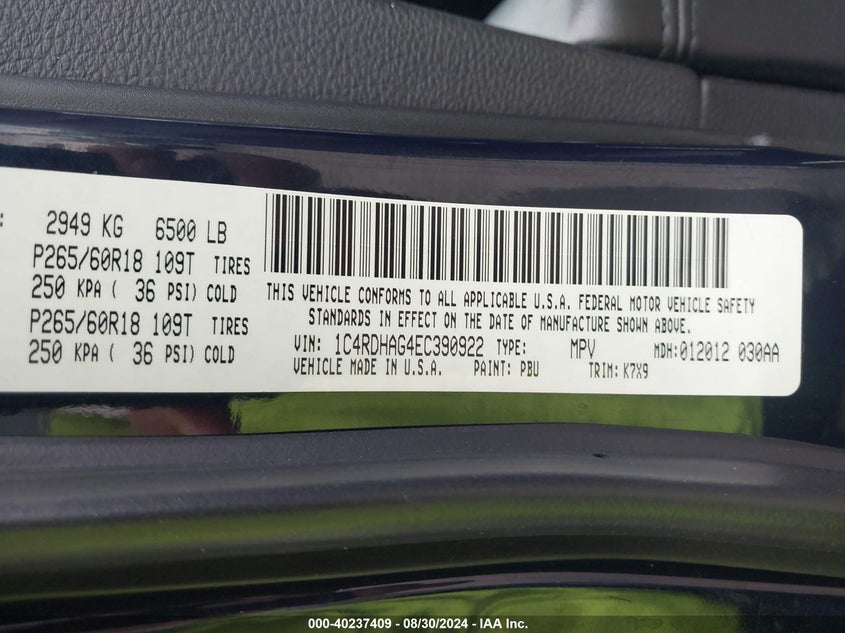 : 2949 KG 6500 LB
P265/60R18 109T TIRES
250 KPA ( 36 PSI) COLD
P265/60R18 109T TIRES
250 KPA ( 36 PSI) COLD
THIS VEHICLE CONFORMS TO ALL APPLICABLE U.S.A. FEDERAL MOTOR VEHICLE SAFETY
STANDARDS IN EFFECT ON THE DATE OF MANUFACTURE SHOWN ABOVE.
VIN: 1C4RDHAG4EC390922 TYPE: MPV MDH:012012 030AA
VEHICLE MADE IN U.S.A. PAINT: PBU TRIM: K7X9
000-40237409 - 08/30/2024 - IAA Inc.